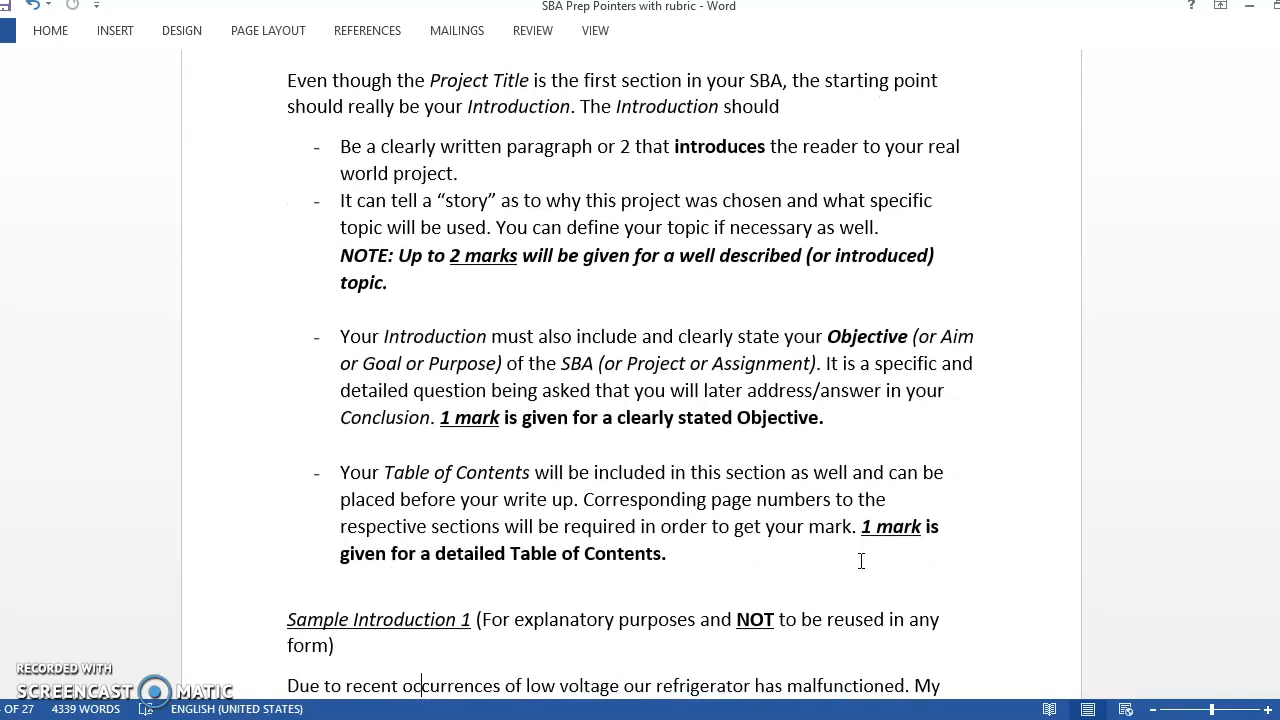 SBA Prep Pointers with rubric - Word
?
HOME INSERT DESIGN PAGE LAYOUT REFERENCES MAILINGS REVIEW VIEW
Even though the Project Title is the first section in your SBA, the starting point
should really be your Introduction. The Introduction should
- Be a clearly written paragraph or 2 that introduces the reader to your real
world project.
- It can tell a “story” as to why this project was chosen and what specific
topic will be used. You can define your topic if necessary as well.
NOTE: Up to 2 marks will be given for a well described (or introduced)
topic.
- Your Introduction must also include and clearly state your Objective (or Aim
or Goal or Purpose) of the SBA (or Project or Assignment). It is a specific and
detailed question being asked that you will later address/answer in your
Conclusion. 1 mark is given for a clearly stated Objective.
- Your Table of Contents will be included in this section as well and can be
placed before your write up. Corresponding page numbers to the
respective sections will be required in order to get your mark. 1 mark is
given for a detailed Table of Contents.
Sample Introduction 1 (For explanatory purposes and NOT to be reused in any
form)
Due to recent occurrences of low voltage our refrigerator has malfunctioned. My
RECORDED WITH
SCREENCAST MATIC
OF 27 4339 WORDS ENGLISH (UNITED STATES)